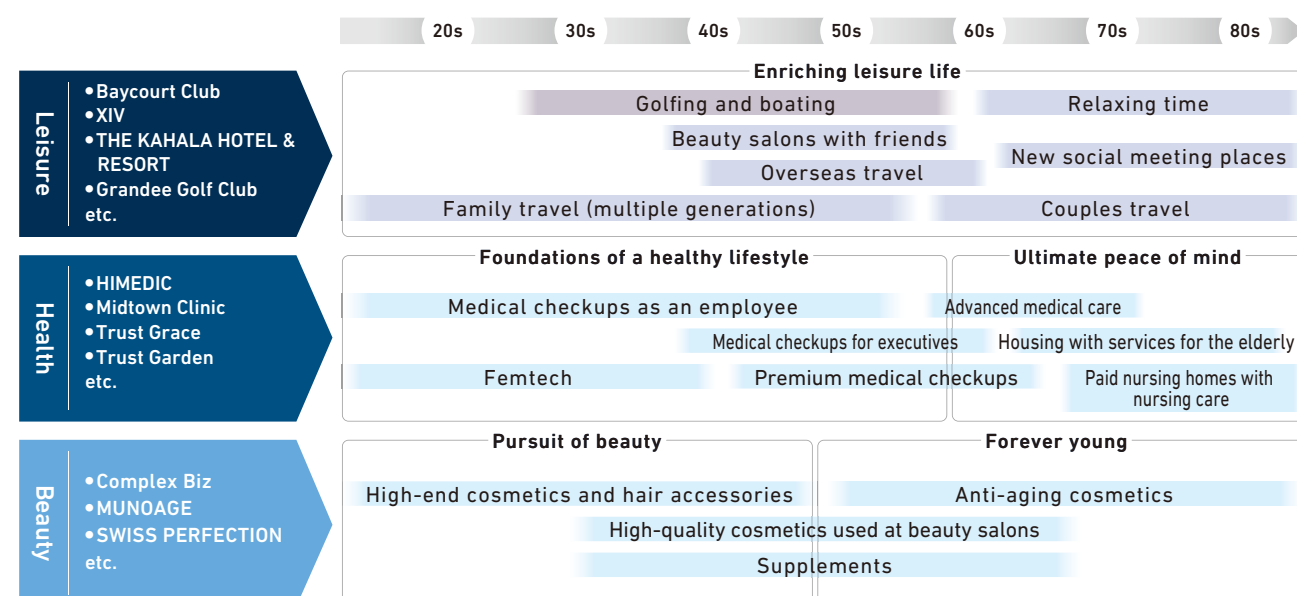 20s 30s 40s 50s 60s 70s 80s
Leisure
•Baycourt Club
•XIV
•THE KAHALA HOTEL &
RESORT
•Grandee Golf Club
etc.
Enriching leisure life
Golfing and boating
Relaxing time
Beauty salons with friends
New social meeting places
Overseas travel
Family travel (multiple generations)
Couples travel
Health
•HIMEDIC
•Midtown Clinic
•Trust Grace
•Trust Garden
etc.
Foundations of a healthy lifestyle
Ultimate peace of mind
Medical checkups as an employee
Advanced medical care
Medical checkups for executives
Housing with services for the elderly
Femtech
Premium medical checkups
Paid nursing homes with
nursing care
Beauty
•Complex Biz
•MUNOAGE
•SWISS PERFECTION
etc.
Pursuit of beauty
Forever young
High-end cosmetics and hair accessories
Anti-aging cosmetics
High-quality cosmetics used at beauty salons
Supplements